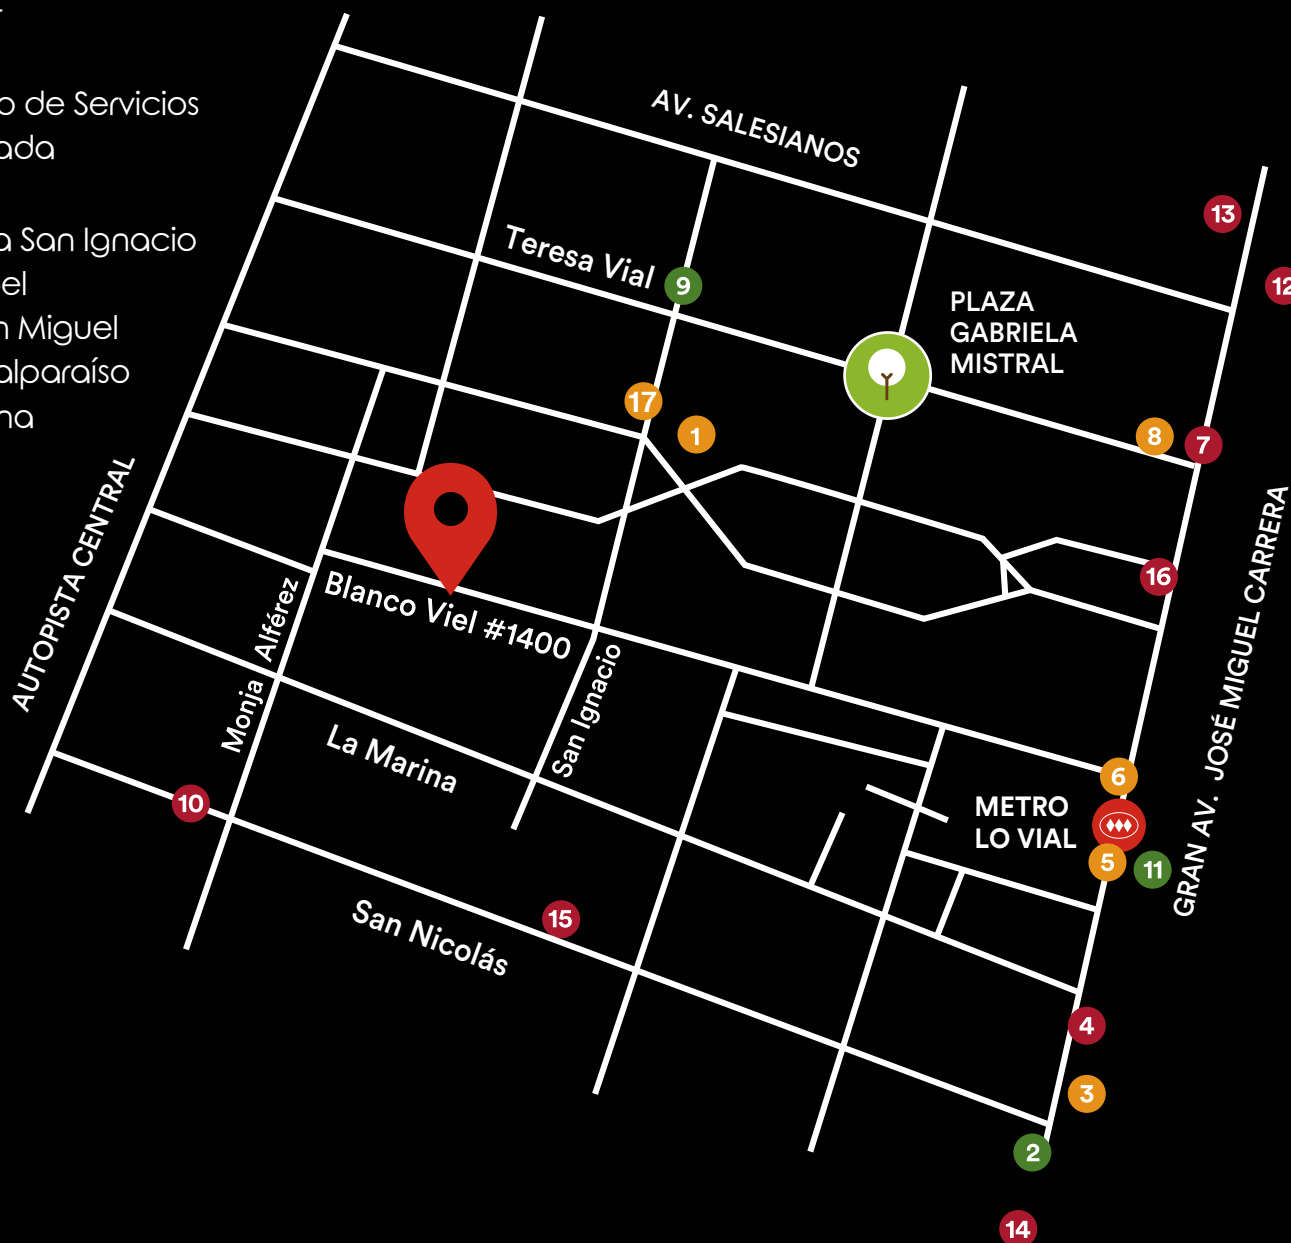 o de Servicios
ada
a San Ignacio
el
n Miguel
alparaíso
na
AV. SALESIANOS
13
12
Teresa Vial
9
PLAZA
GABRIELA
MISTRAL
17
1
8
7
AUTOPISTA CENTRAL
16
Blanco Viel #1400
Monja Alférez
San Ignacio
GRAN AV. JOSÉ MIGUEL CARRERA
La Marina
6
METRO
LO VIAL
5
11
10
15
San Nicolás
4
3
2
14